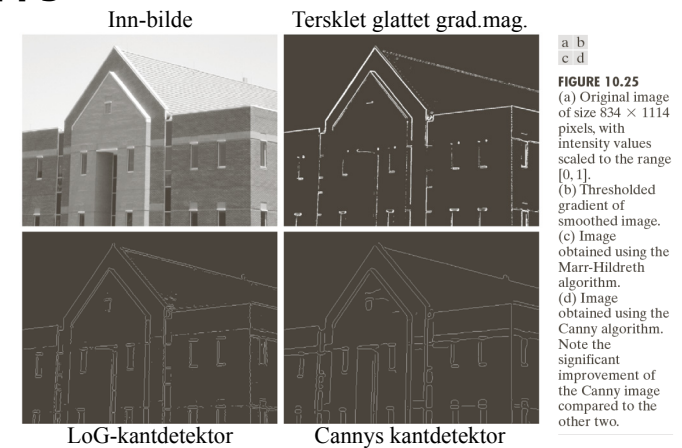 Inn-bilde
Tersklet glattet grad.mag.
LoG-kantdetektor
Cannys kantdetektor
a b
c d
FIGURE 10.25
(a) Original image
of size 834 × 1114
pixels, with
intensity values
scaled to the range
[0, 1].
(b) Thresholded
gradient of
smoothed image.
(c) Image
obtained using the
Marr-Hildreth
algorithm.
(d) Image
obtained using the
Canny algorithm.
Note the
significant
improvement of
the Canny image
compared to the
other two.